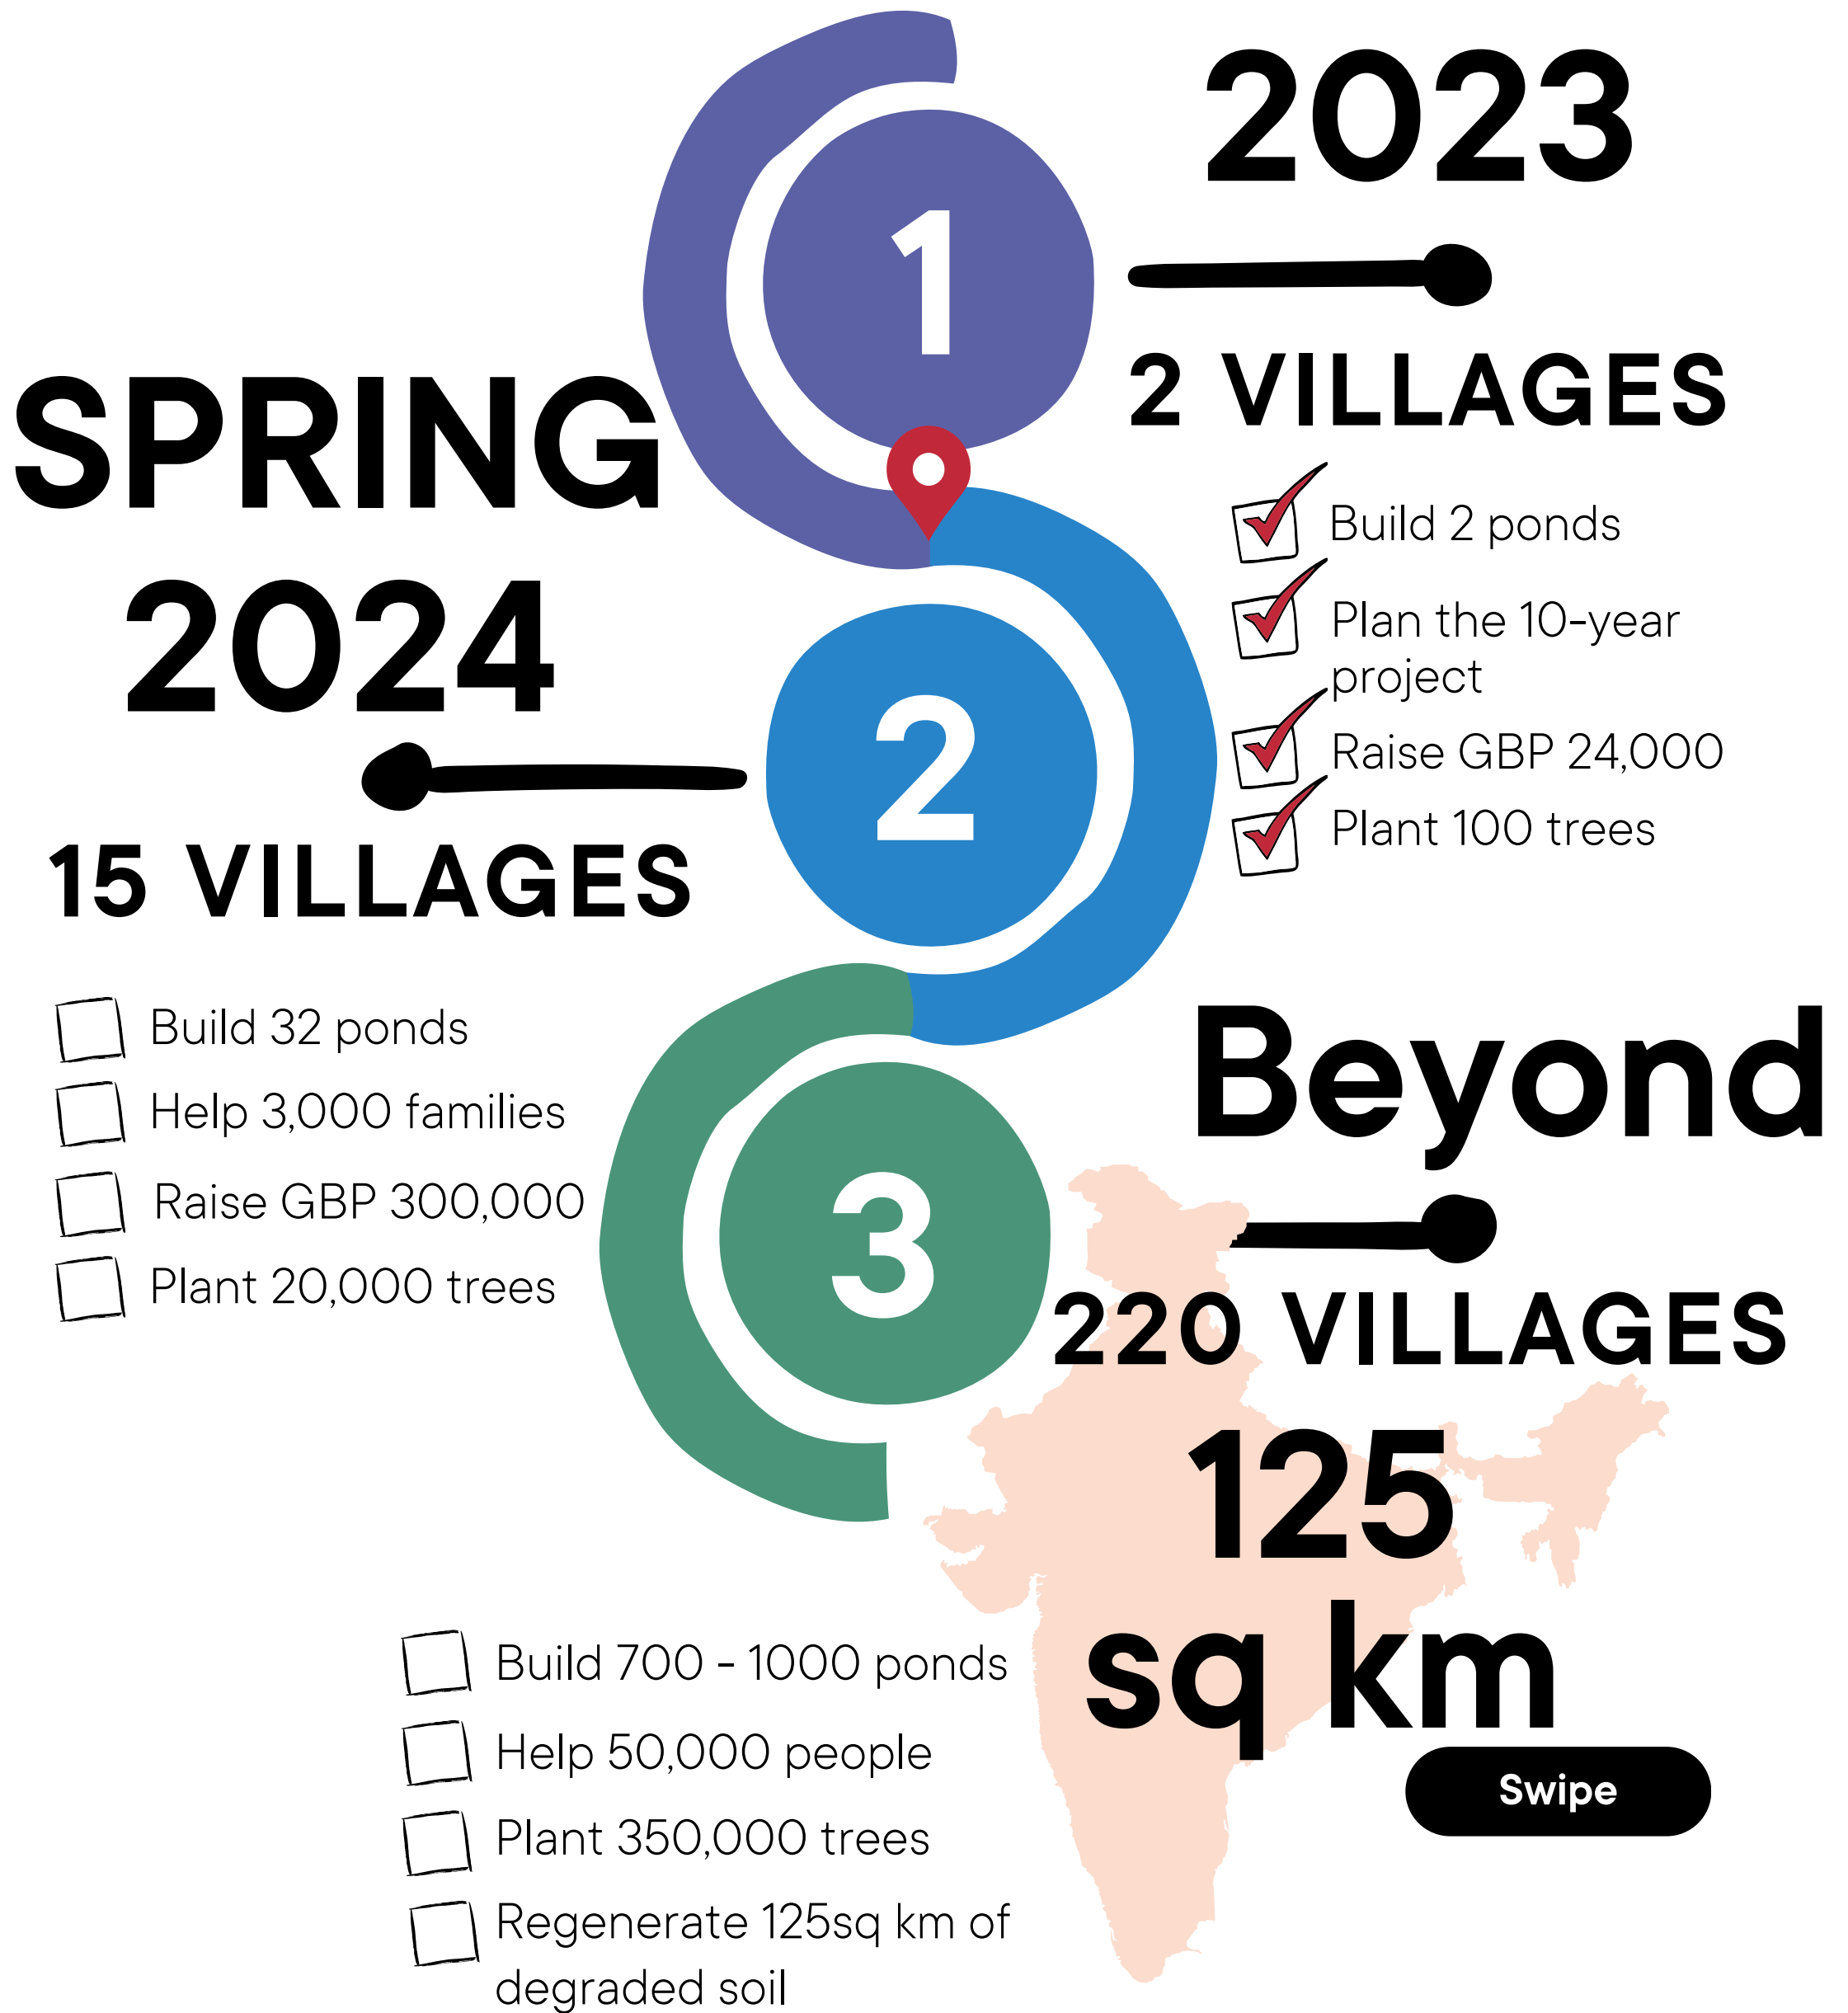 1
2023
2 VILLAGES
Build 2 ponds
Plan the 10-year
project
Raise GBP 24,000
Plant 100 trees
SPRING
2024
15 VILLAGES
2
Build 32 ponds
Help 3,000 families
Raise GBP 300,000
Plant 20,000 trees
3
Beyond
220 VILLAGES
125
sq km
Build 700 - 1000 ponds
Help 50,000 people
Plant 350,000 trees
Regenerate 125sq km of
degraded soil
Swipe